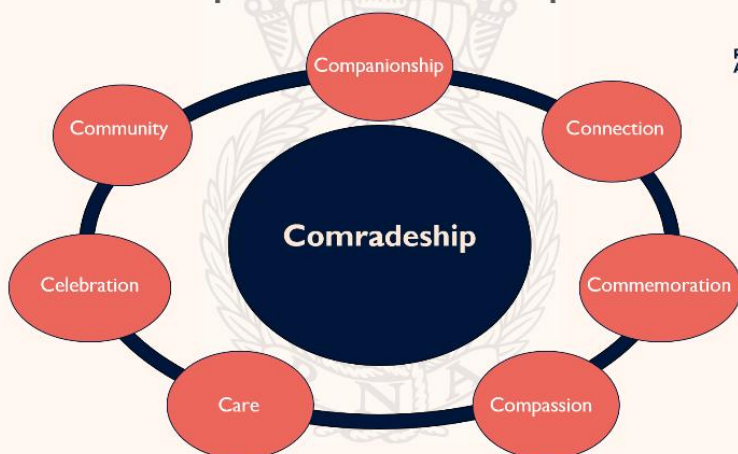 Companionship
Community
Connection
Comradeship
Celebration
Commemoration
Care
Compassion
N A